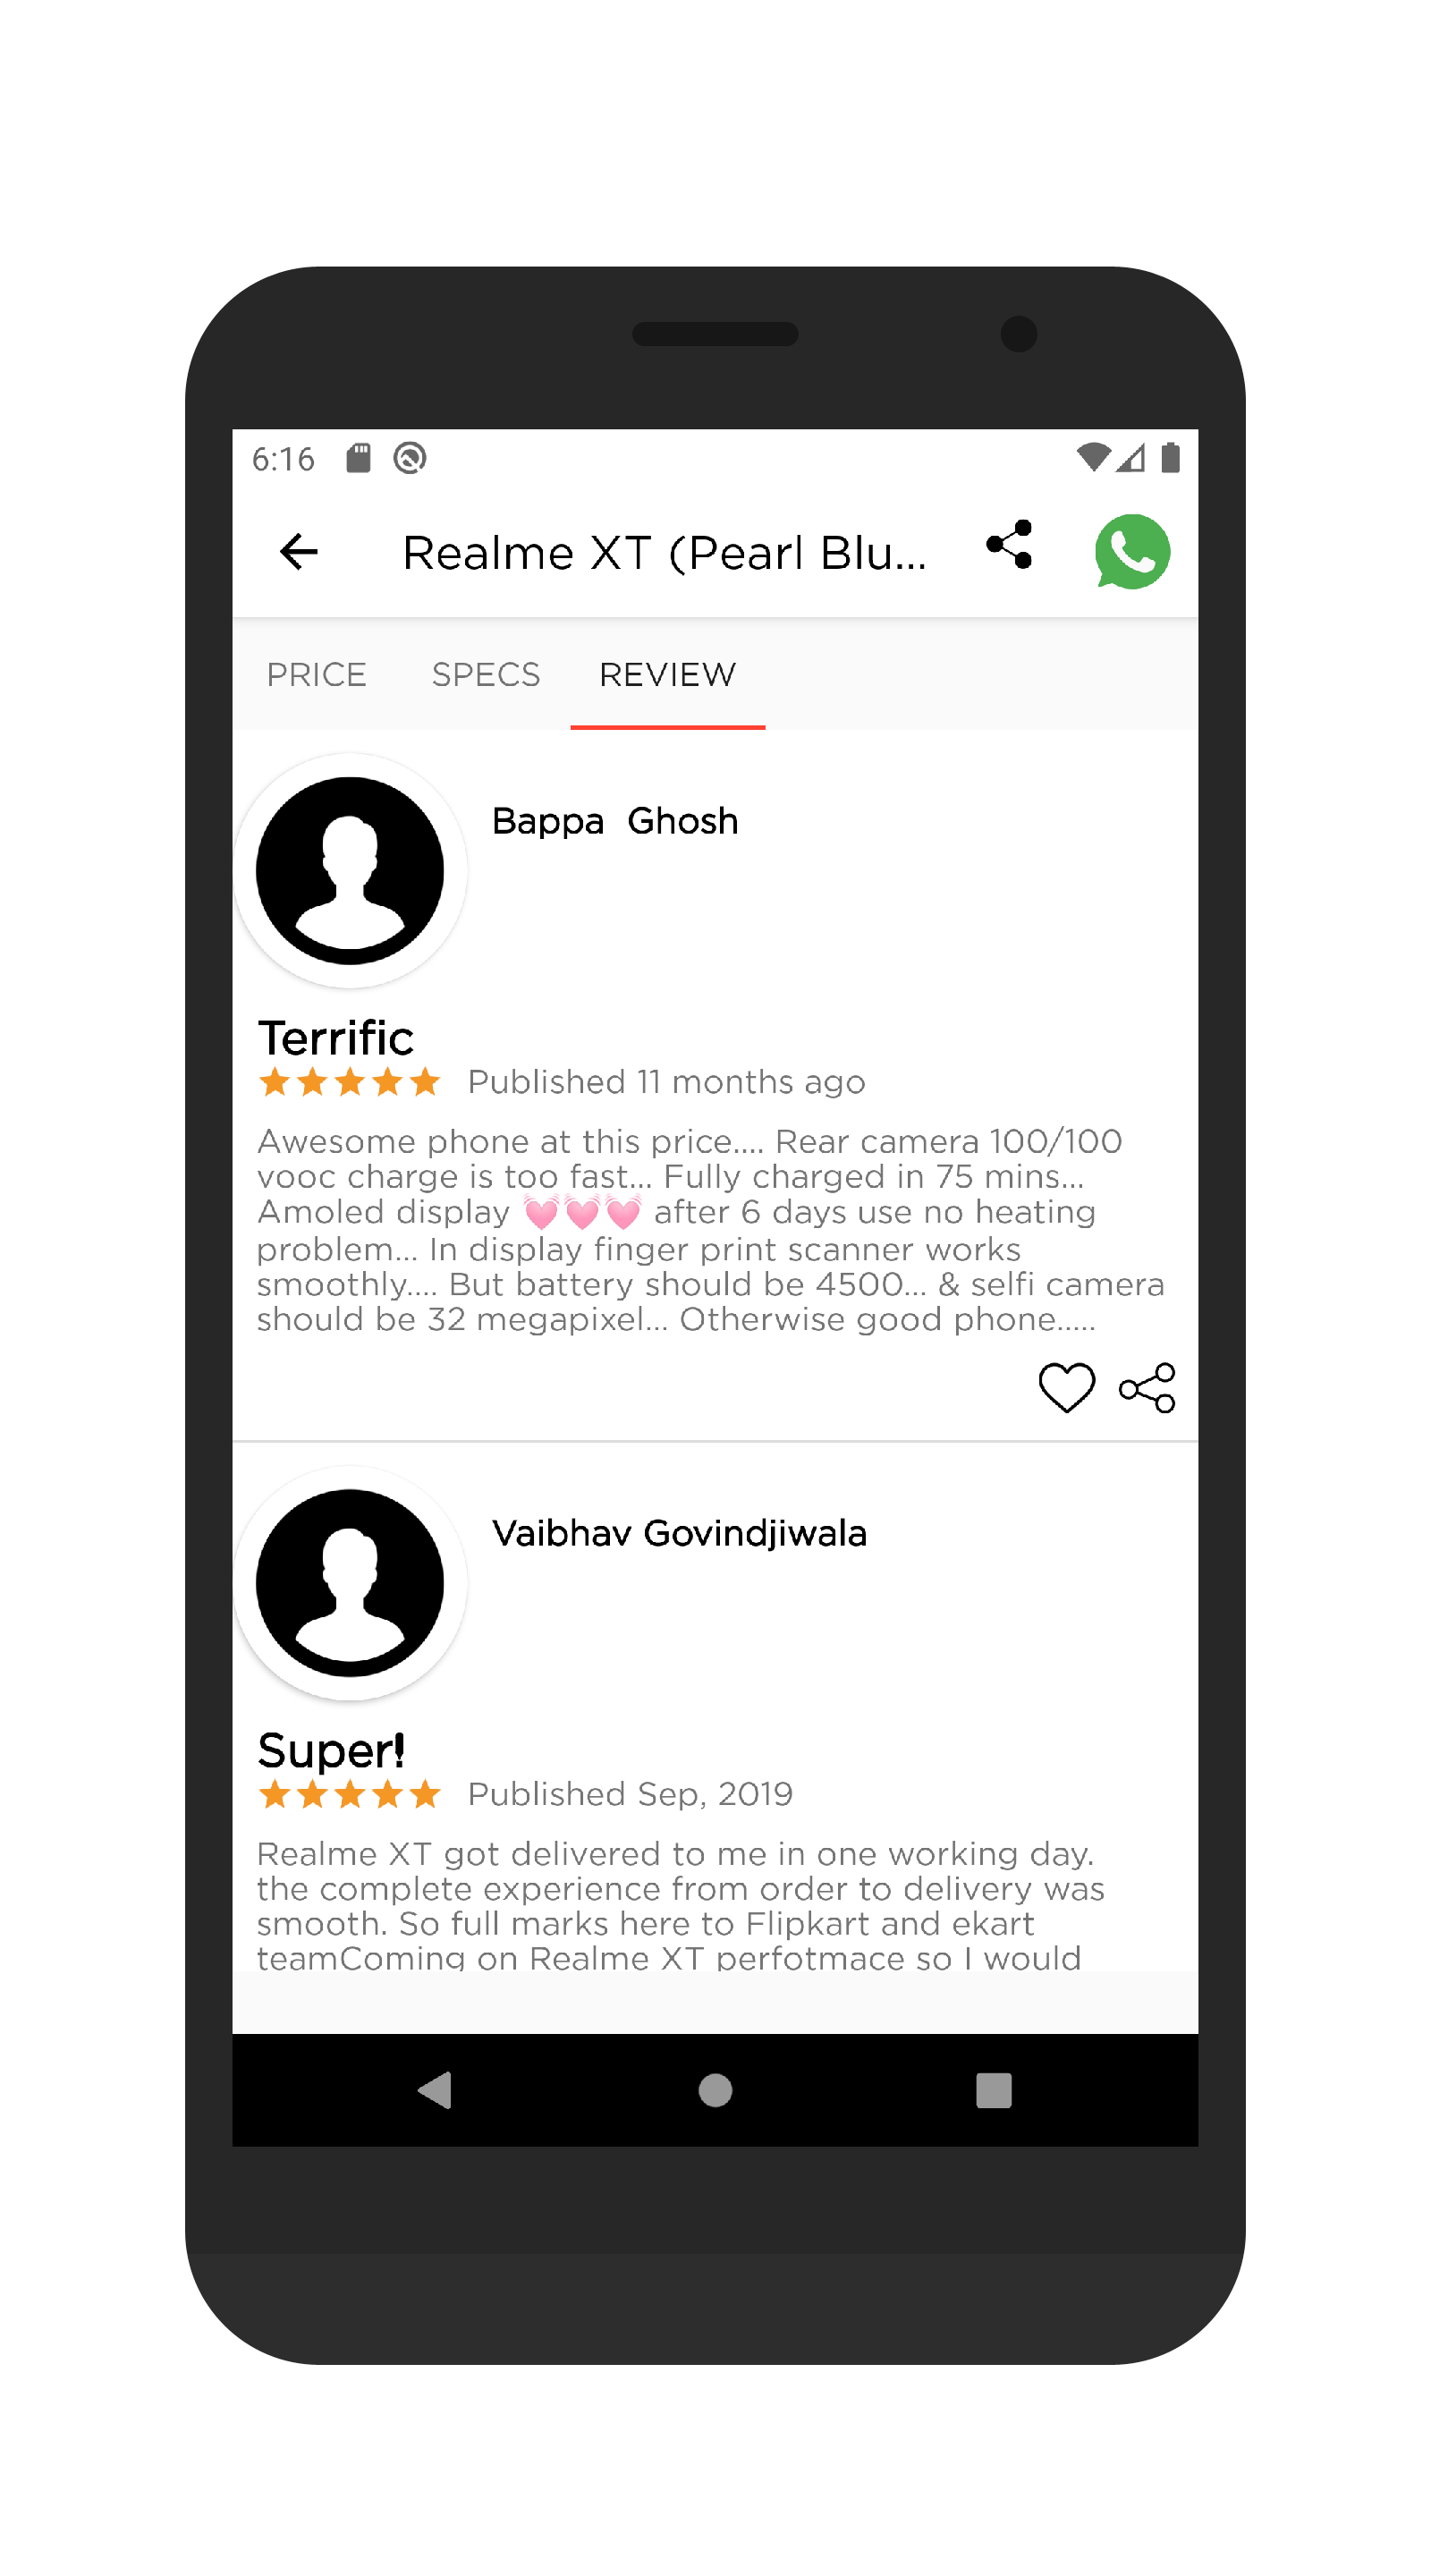 6:16
Realme XT (Pearl Blu...
PRICE SPECS REVIEW
Bappa  Ghosh
Terrific
Published 11 months ago
Awesome phone at this price.... Rear camera 100/100
vooc charge is too fast... Fully charged in 75 mins...
Amoled display 💓💓💓 after 6 days use no heating
problem... In display finger print scanner works
smoothly.... But battery should be 4500... & selfi camera
should be 32 megapixel... Otherwise good phone.....
Vaibhav Govindjiwala
Super!
Published Sep, 2019
Realme XT got delivered to me in one working day.
the complete experience from order to delivery was
smooth. So full marks here to Flipkart and ekart
teamComing on Realme XT perfotmace so I would